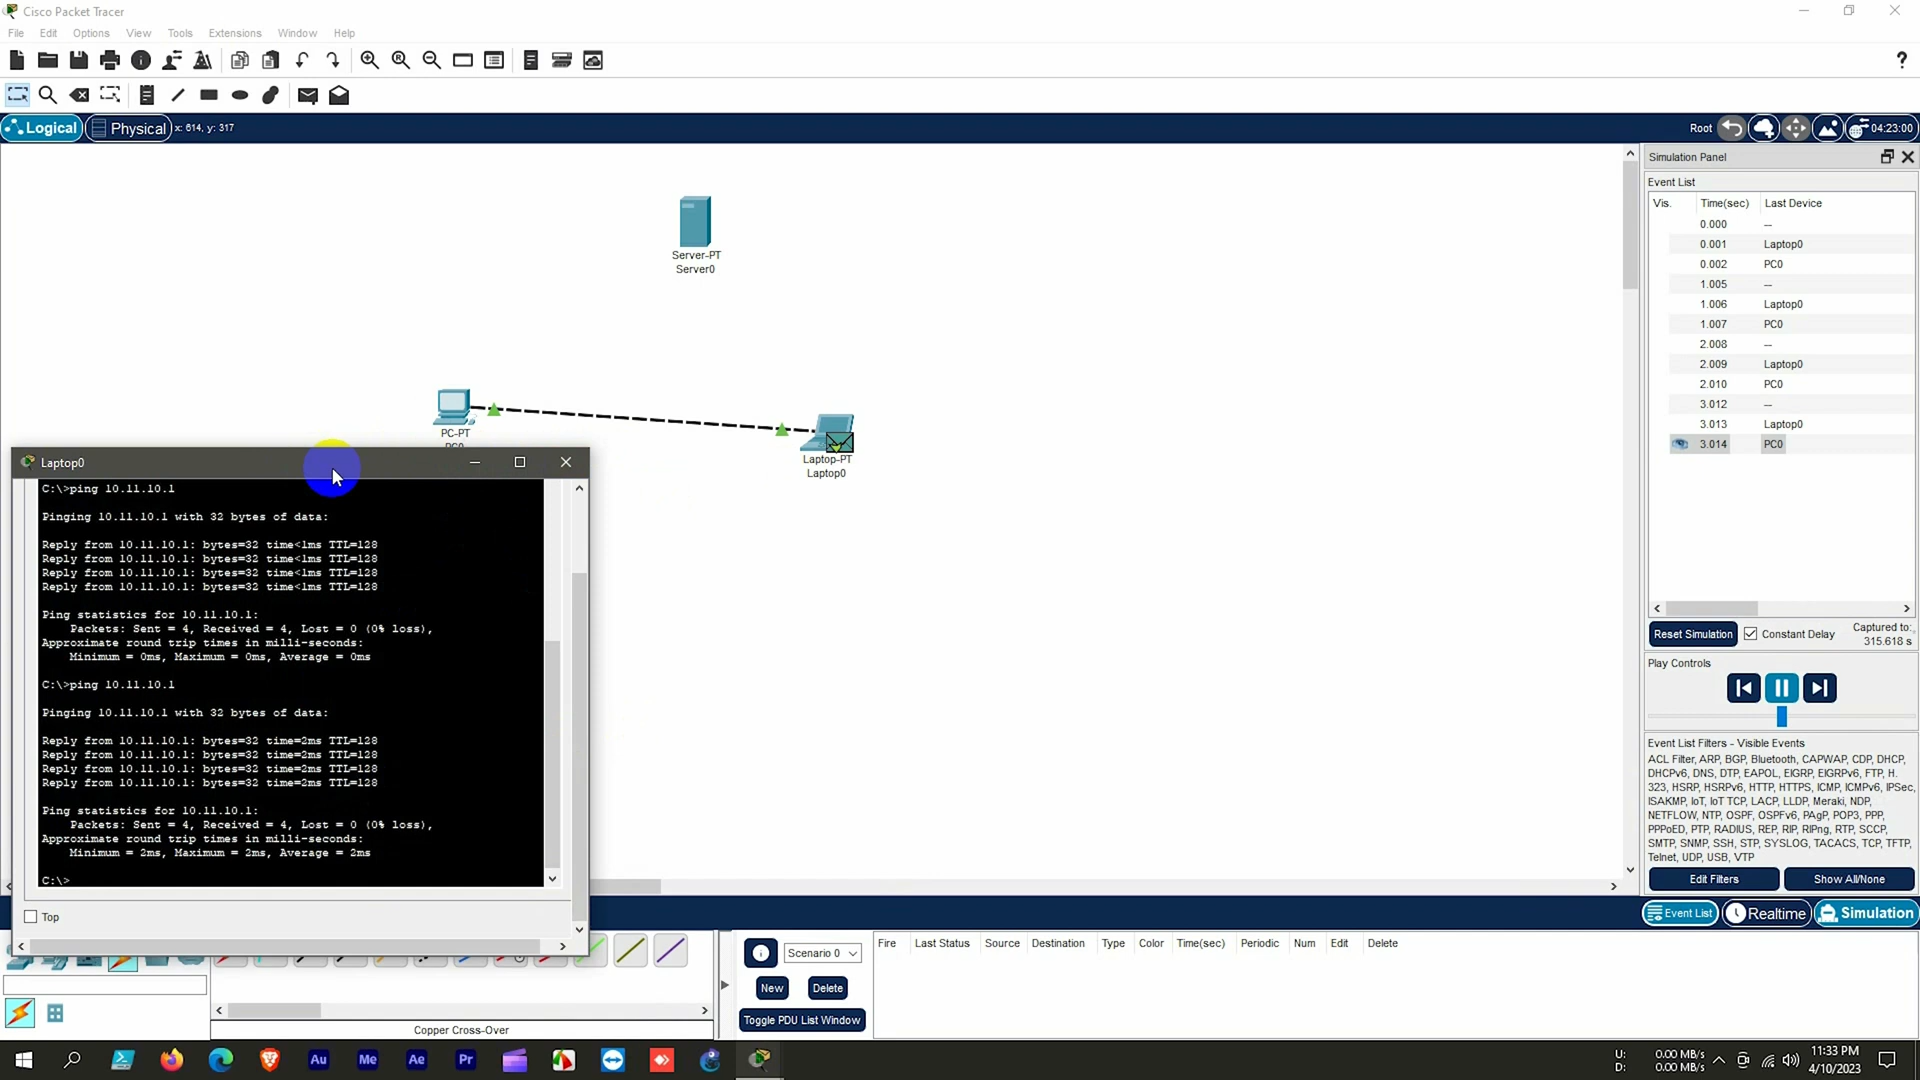 Cisco Packet Tracer
File Edit Options View Tools Extensions Window Help
Logical Physical x: 614, y: 317
Root 04:23:00
Server-PT
Server0
PC-PT
Laptop-PT
Laptop0
Laptop0
C:\>ping 10.11.10.1
Pinging 10.11.10.1 with 32 bytes of data:
Reply from 10.11.10.1: bytes=32 time<1ms TTL=128
Reply from 10.11.10.1: bytes=32 time<1ms TTL=128
Reply from 10.11.10.1: bytes=32 time<1ms TTL=128
Reply from 10.11.10.1: bytes=32 time<1ms TTL=128
Ping statistics for 10.11.10.1:
Packets: Sent = 4, Received = 4, Lost = 0 (0% loss),
Approximate round trip times in milli-seconds:
Minimum = 0ms, Maximum = 0ms, Average = 0ms
C:\>ping 10.11.10.1
Pinging 10.11.10.1 with 32 bytes of data:
Reply from 10.11.10.1: bytes=32 time=2ms TTL=128
Reply from 10.11.10.1: bytes=32 time=2ms TTL=128
Reply from 10.11.10.1: bytes=32 time=2ms TTL=128
Reply from 10.11.10.1: bytes=32 time=2ms TTL=128
Ping statistics for 10.11.10.1:
Packets: Sent = 4, Received = 4, Lost = 0 (0% loss),
Approximate round trip times in milli-seconds:
Minimum = 2ms, Maximum = 2ms, Average = 2ms
C:\>
Top
Simulation Panel
Event List
Vis. Time(sec) Last Device
0.000 --
0.001 Laptop0
0.002 PC0
1.005 --
1.006 Laptop0
1.007 PC0
2.008 --
2.009 Laptop0
2.010 PC0
3.012 --
3.013 Laptop0
3.014 PC0
Reset Simulation Constant Delay Captured to:
315.618 s
Play Controls
Event List Filters - Visible Events
ACL Filter, ARP, BGP, Bluetooth, CAPWAP, CDP, DHCP,
DHCPv6, DNS, DTP, EAPOL, EIGRP, EIGRPv6, FTP, H.
323, HSRP, HSRPv6, HTTP, HTTPS, ICMP, ICMPv6, IPSec,
ISAKMP, IoT, IoT TCP, LACP, LLDP, Meraki, NDP,
NETFLOW, NTP, OSPF, OSPFv6, PAgP, POP3, PPP,
PPPoED, PTP, RADIUS, REP, RIP, RIPng, RTP, SCCP,
SMTP, SNMP, SSH, STP, SYSLOG, TACACS, TCP, TFTP,
Telnet, UDP, USB, VTP
Edit Filters Show All/None
Event List Realtime Simulation
Scenario 0
New Delete
Toggle PDU List Window
Fire Last Status Source Destination Type Color Time(sec) Periodic Num Edit Delete
Copper Cross-Over
Au Me Ae Pr
U: 0.00 MB/s
D: 0.00 MB/s
11:33 PM
4/10/2023